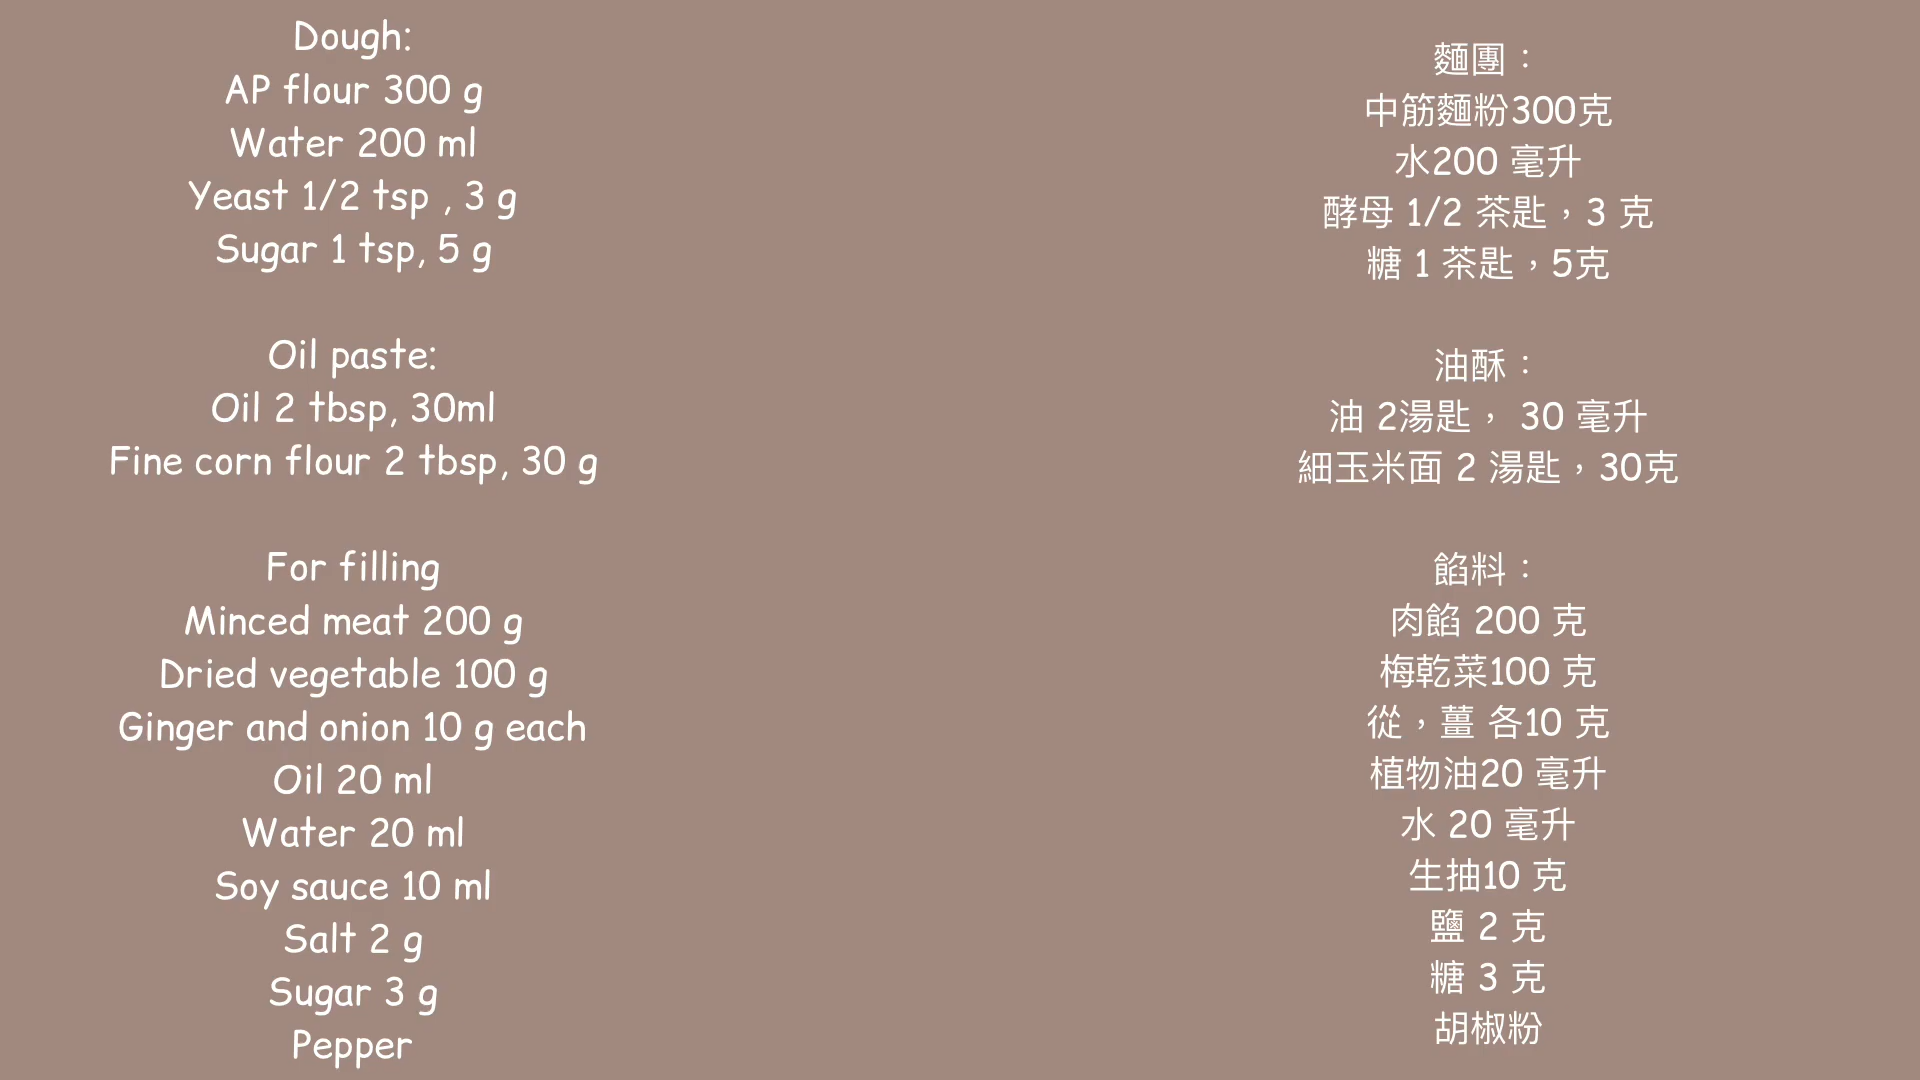 Dough:
AP flour 300 g
Water 200 ml
Yeast 1/2 tsp , 3 g
Sugar 1 tsp, 5 g
Oil paste:
Oil 2 tbsp, 30ml
Fine corn flour 2 tbsp, 30 g
For filling
Minced meat 200 g
Dried vegetable 100 g
Ginger and onion 10 g each
Oil 20 ml
Water 20 ml
Soy sauce 10 ml
Salt 2 g
Sugar 3 g
Pepper
麵團：
中筋麵粉300克
水200 毫升
酵母 1/2 茶匙，3 克
糖 1 茶匙，5克
油酥：
油 2湯匙， 30 毫升
細玉米面 2 湯匙，30克
餡料：
肉餡 200 克
梅乾菜100 克
從，薑 各10 克
植物油20 毫升
水 20 毫升
生抽10 克
鹽 2 克
糖 3 克
胡椒粉